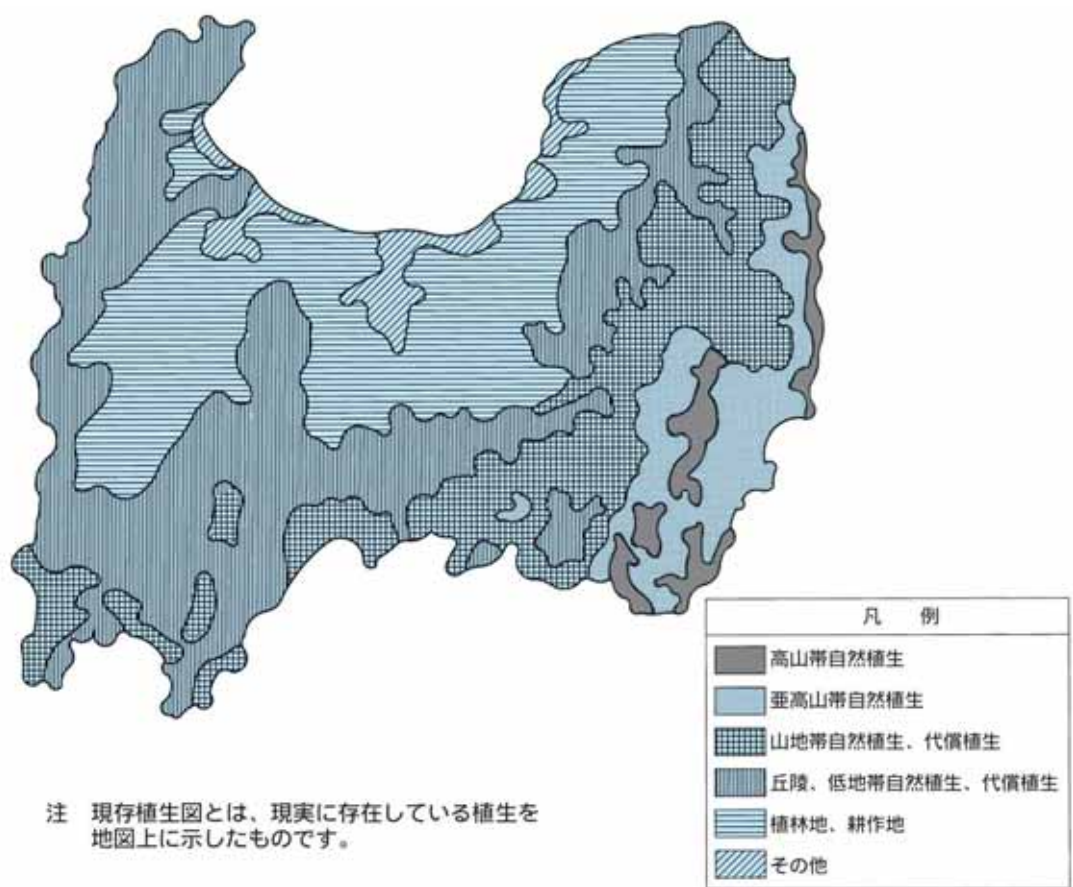 凡 例
高山帯自然植生
亜高山帯自然植生
山地帯自然植生、代償植生
丘陵、低地帯自然植生、代償植生
植林地、耕作地
その他
注 現存植生図とは、現実に存在している植生を
地図上に示したものです。